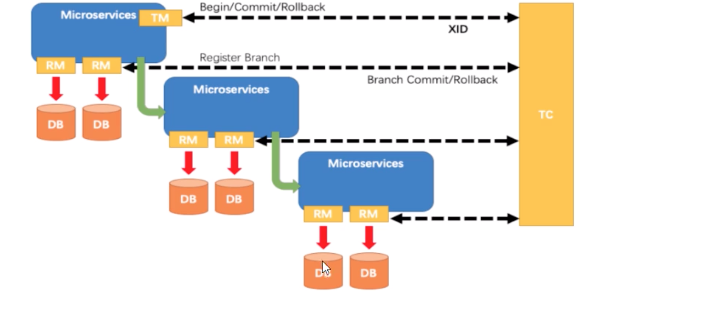 Begin/Commit/Rollback
Microservices
TM
XID
Register Branch
RM
RM
Branch Commit/Rollback
Microservices
DB
DB
TC
RM
RM
Microservices
DB
DB
RM
RM
DB
DB